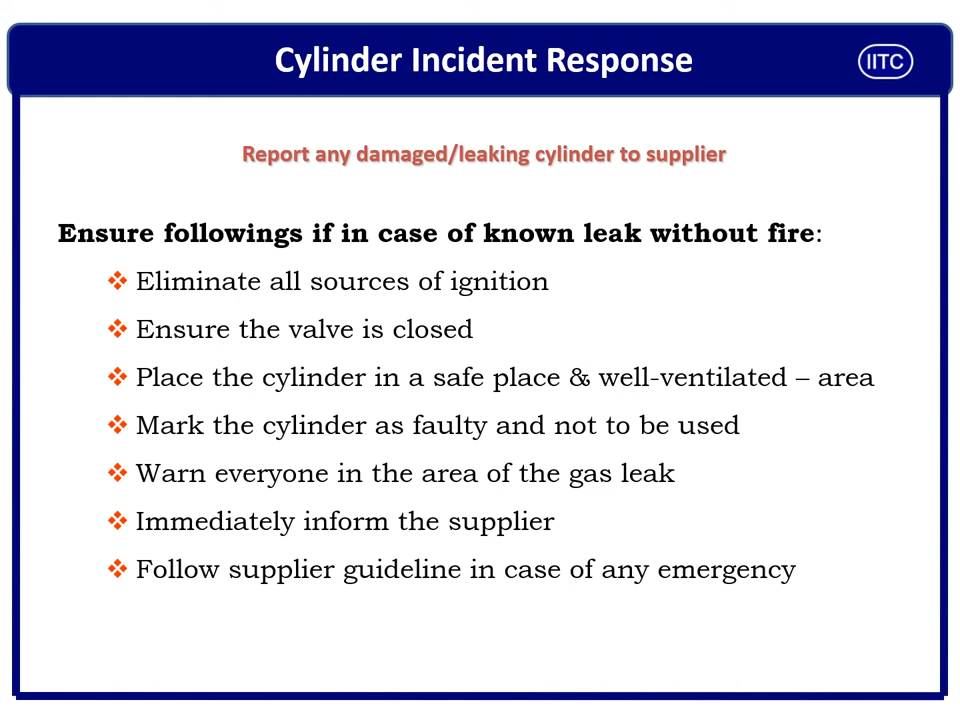 Cylinder Incident Response
IITC
Report any damaged/leaking cylinder to supplier
Ensure followings if in case of known leak without fire:
❖ Eliminate all sources of ignition
❖ Ensure the valve is closed
❖ Place the cylinder in a safe place & well-ventilated – area
❖ Mark the cylinder as faulty and not to be used
❖ Warn everyone in the area of the gas leak
❖ Immediately inform the supplier
❖ Follow supplier guideline in case of any emergency